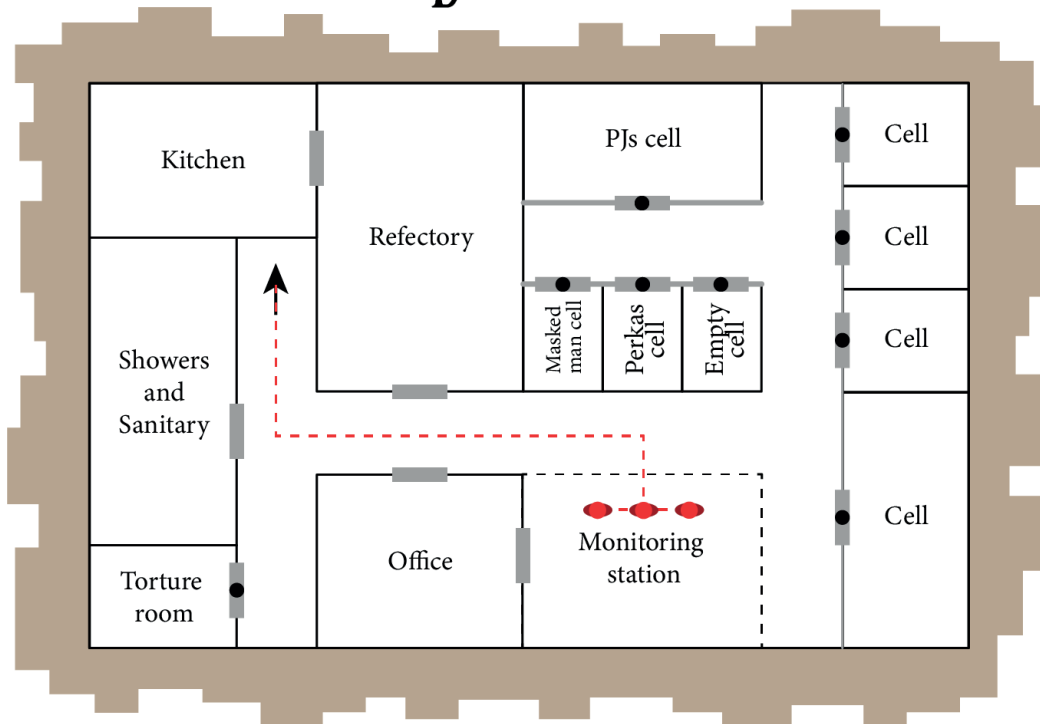 Kitchen
PJs cell
Cell
Refectory
Cell
Masked
man cell
Perkas
cell
Empty
cell
Cell
Showers
and
Sanitary
Cell
Office
Monitoring
station
Torture
room